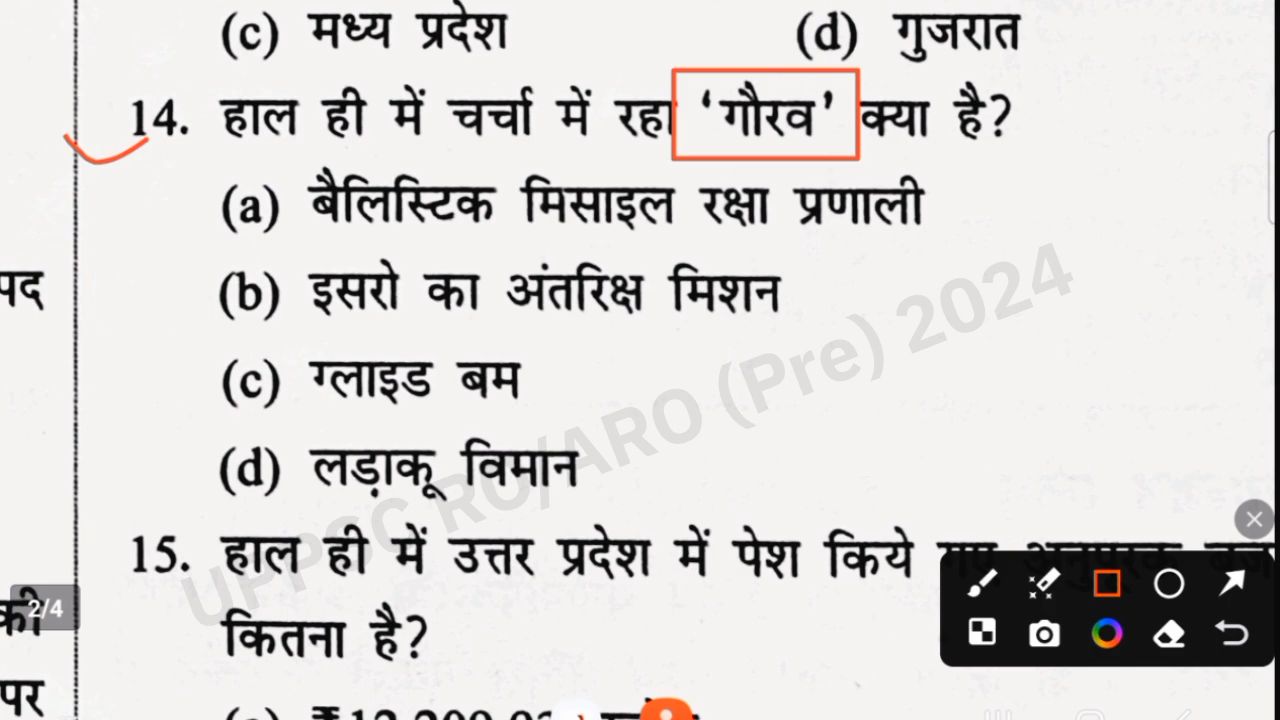 (c) मध्य प्रदेश (d) गुजरात
14. हाल ही में चर्चा में रहा ‘गौरव’ क्या है?
(a) बैलिस्टिक मिसाइल रक्षा प्रणाली
पद (b) इसरो का अंतरिक्ष मिशन
(c) ग्लाइड बम
(d) लड़ाकू विमान
UPPSC RO/ARO (Pre) 2024
15. हाल ही में उत्तर प्रदेश में पेश किये
की 2/4
कितना है?
पर